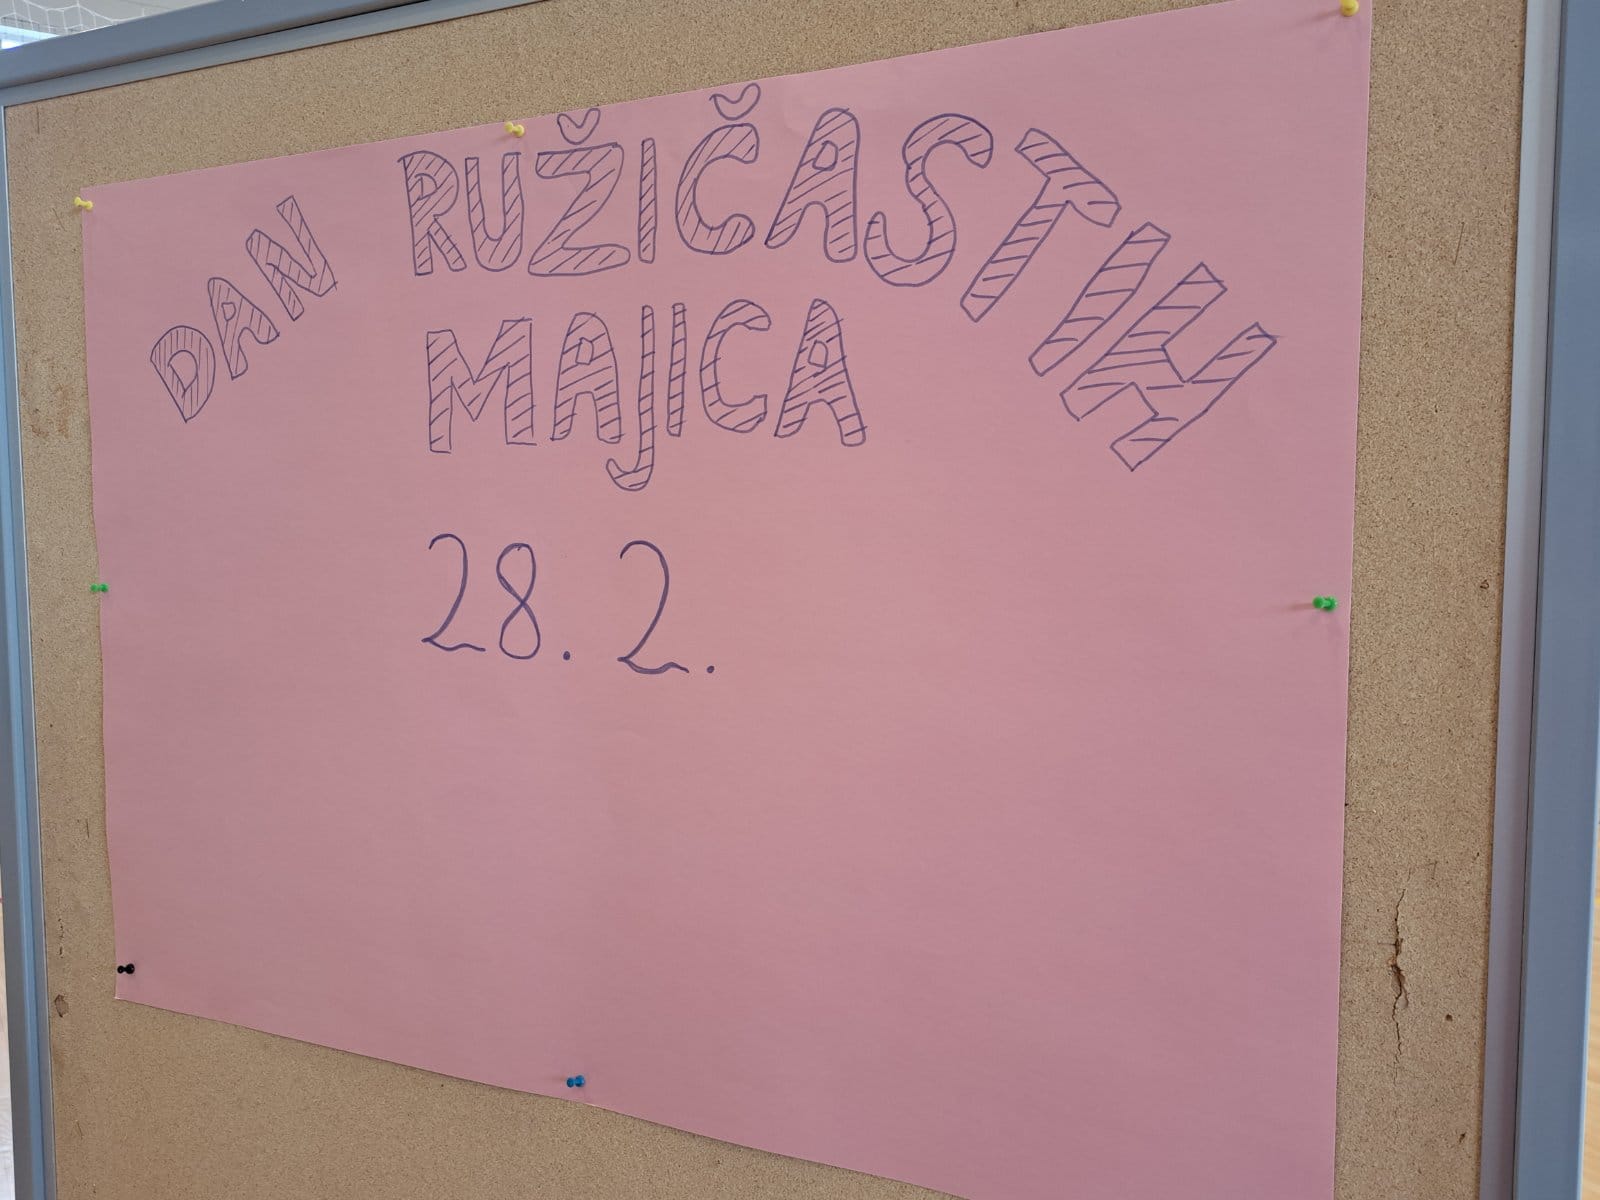 DAN RUŽIČASTIH
MAJICA
28. 2.